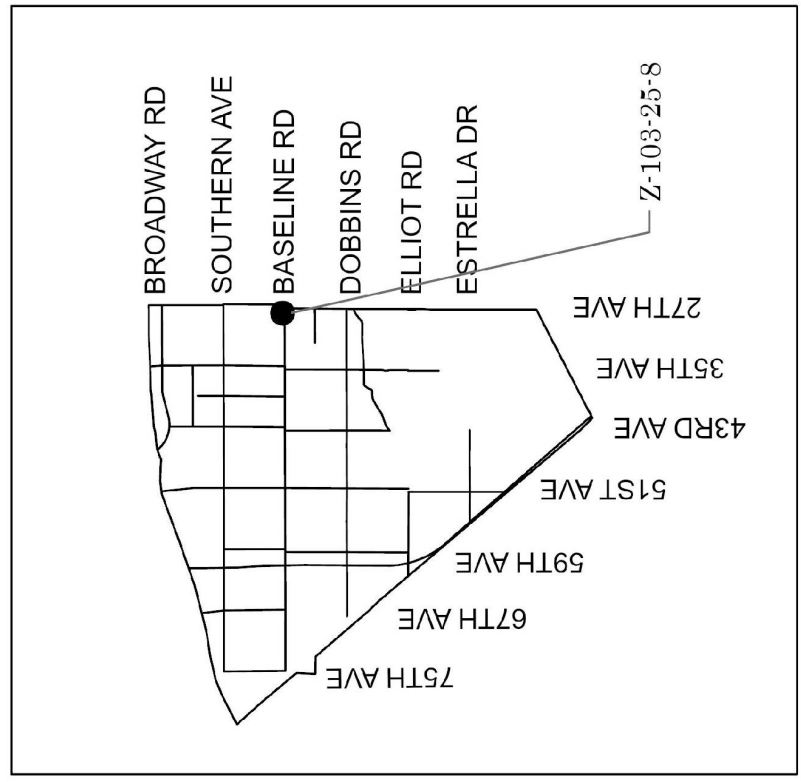 BROADWAY RD
SOUTHERN AVE
BASELINE RD
DOBBINS RD
ELLIOT RD
ESTRELLA DR
Z-103-25-8
27TH AVE
35TH AVE
43RD AVE
51ST AVE
59TH AVE
67TH AVE
75TH AVE